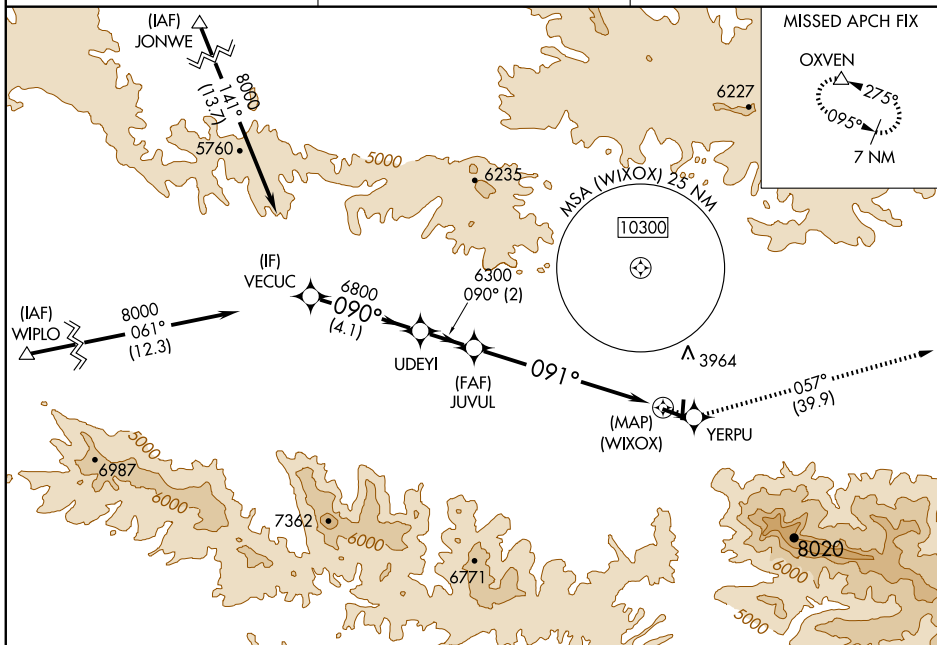 (IAF)
JONWE
8000
141°
(13.7)
5760
5000
6235
6227
MISSED APCH FIX
OXVEN
275°
095°
7 NM
MSA (WIXOX) 25 NM
10300
(IF)
VECUC
6800
090°
(4.1)
6300
090° (2)
(IAF)
WIPLO
8000
061°
(12.3)
UDEYI
(FAF)
JUVUL
091°
3964
057°
(39.9)
(MAP)
(WIXOX)
YERPU
5000
6987
6000
7362
6000
6771
8020
6000
5000